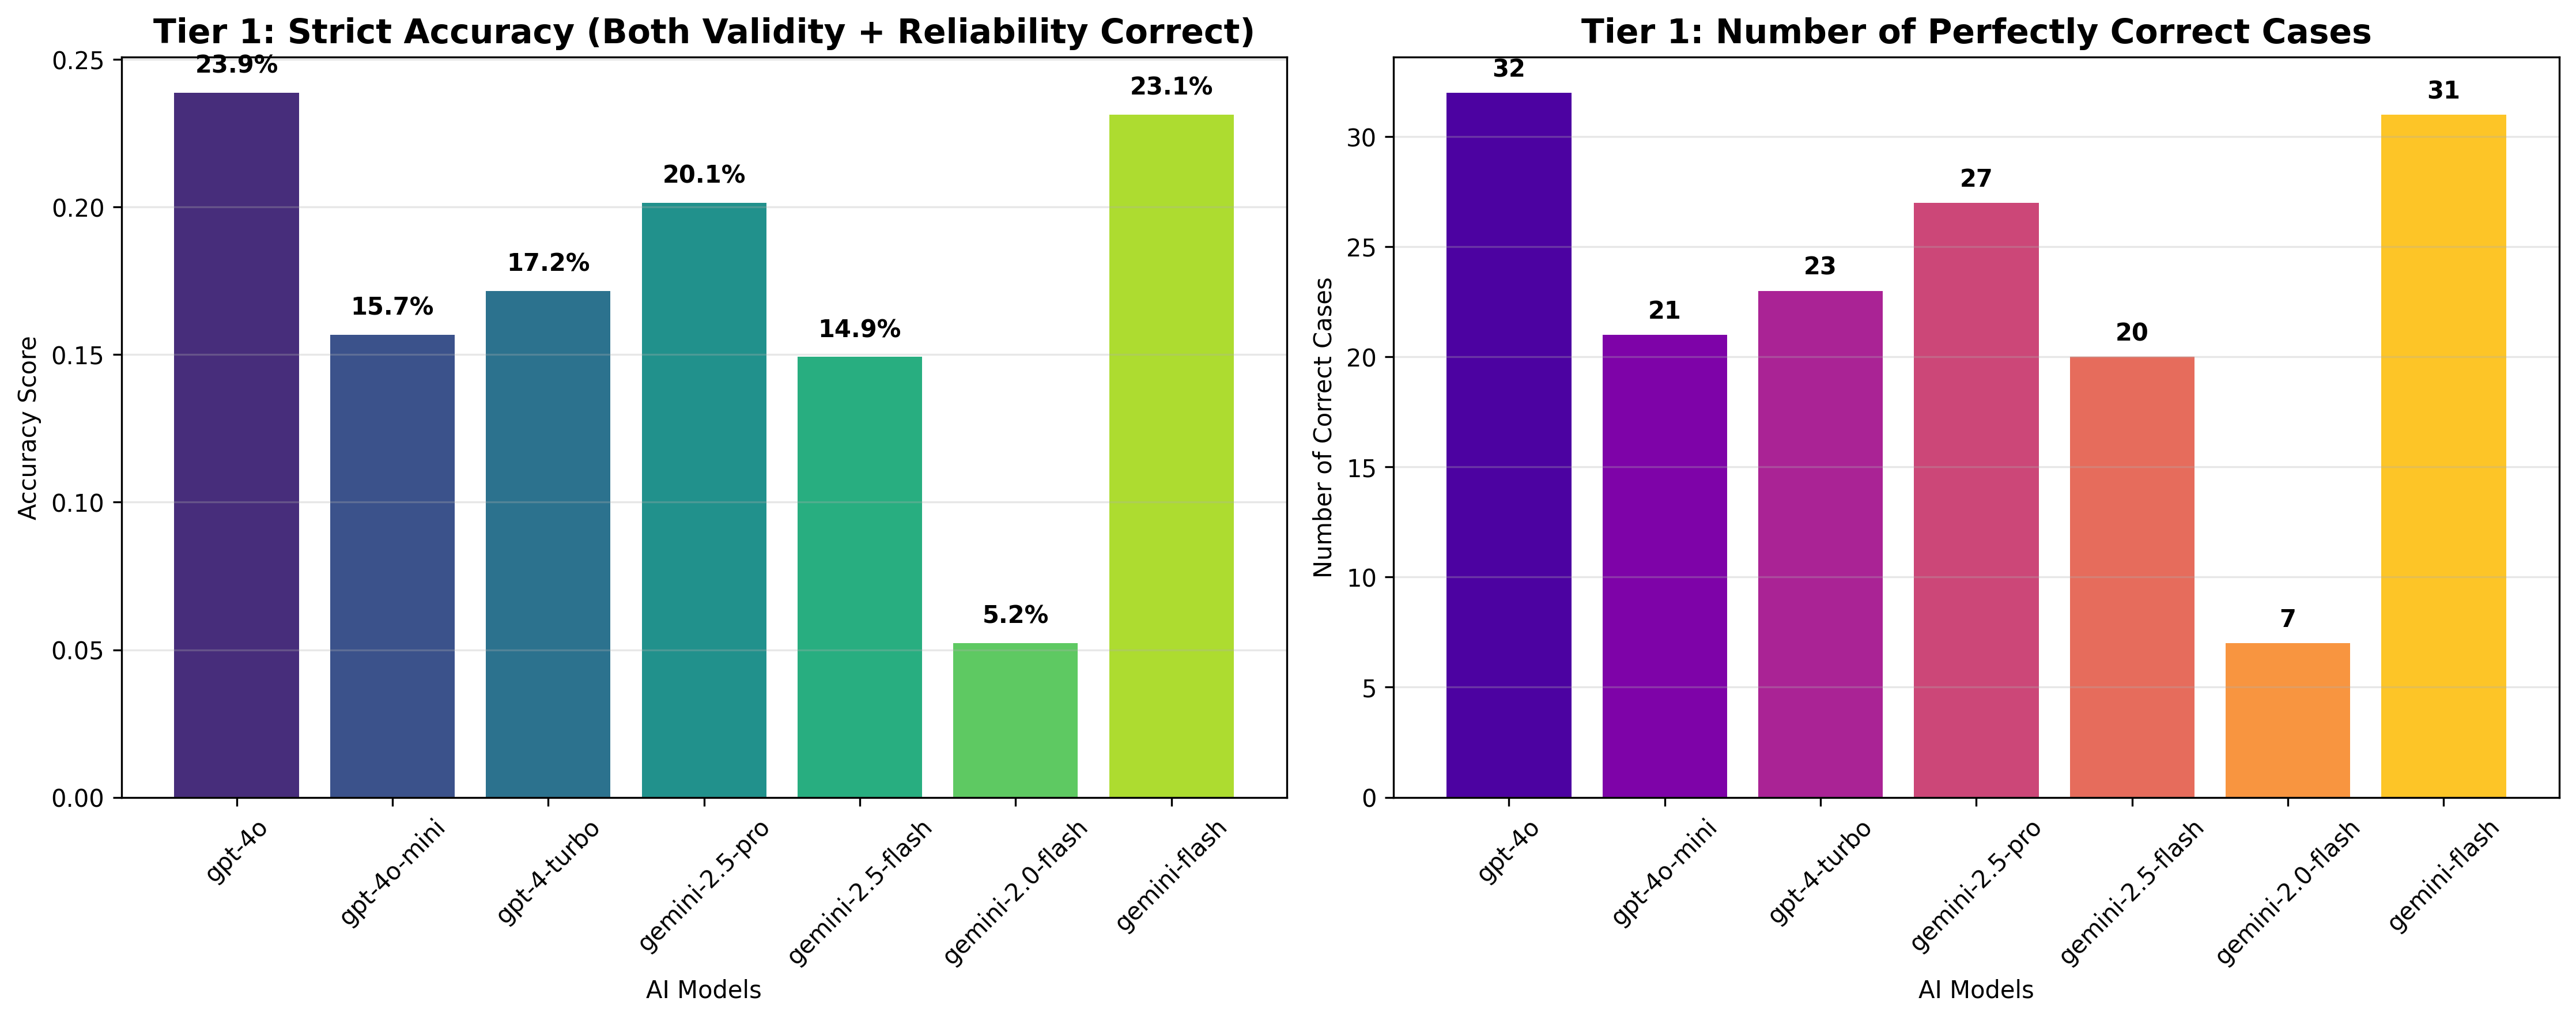 Tier 1: Strict Accuracy (Both Validity + Reliability Correct)
0.25
0.20
0.15
0.10
0.05
0.00
Accuracy Score
23.9%
15.7%
17.2%
20.1%
14.9%
5.2%
23.1%
gpt-4o
gpt-4o-mini
gpt-4-turbo
gemini-2.5-pro
gemini-2.5-flash
gemini-2.0-flash
gemini-flash
AI Models
Tier 1: Number of Perfectly Correct Cases
30
25
20
15
10
5
0
Number of Correct Cases
32
21
23
27
20
7
31
gpt-4o
gpt-4o-mini
gpt-4-turbo
gemini-2.5-pro
gemini-2.5-flash
gemini-2.0-flash
gemini-flash
AI Models